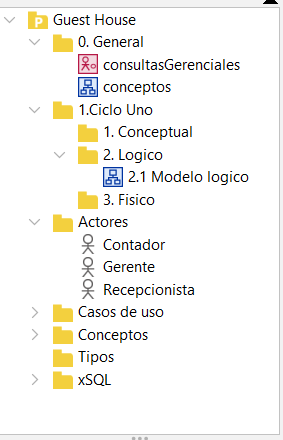 Guest House
0. General
consultasGerenciales
conceptos
1.Ciclo Uno
1. Conceptual
2. Logico
2.1 Modelo logico
3. Fisico
Actores
Contador
Gerente
Recepcionista
Casos de uso
Conceptos
Tipos
xSQL